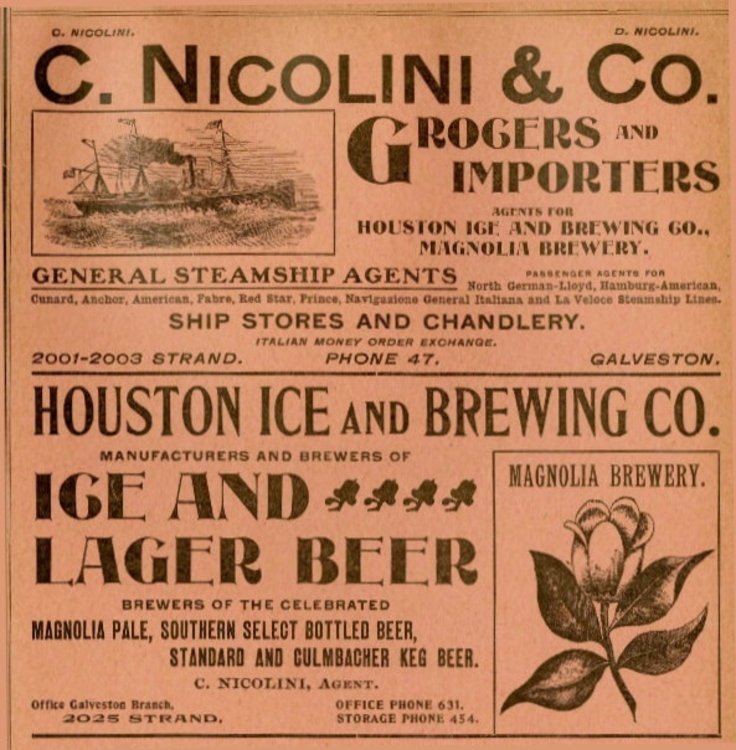 C. NICOLINI.
D. NICOLINI.
C. NICOLINI & CO.
GROCERS AND
IMPORTERS
AGENTS FOR
HOUSTON ICE AND BREWING CO.,
MAGNOLIA BREWERY.
GENERAL STEAMSHIP AGENTS
PASSENGER AGENTS FOR
North German-Lloyd, Hamburg-American,
Cunard, Anchor, American, Fabre, Red Star, Prince, Navigazione General Italiana and La Veloce Steamship Lines.
SHIP STORES AND CHANDLERY.
ITALIAN MONEY ORDER EXCHANGE.
2001-2003 STRAND. PHONE 47. GALVESTON.
HOUSTON ICE AND BREWING CO.
MANUFACTURERS AND BREWERS OF
ICE AND
LAGER BEER
BREWERS OF THE CELEBRATED
MAGNOLIA PALE, SOUTHERN SELECT BOTTLED BEER,
STANDARD AND CULMBACHER KEG BEER.
C. NICOLINI, AGENT.
Office Galveston Branch,
2025 STRAND.
OFFICE PHONE 631.
STORAGE PHONE 454.
MAGNOLIA BREWERY.